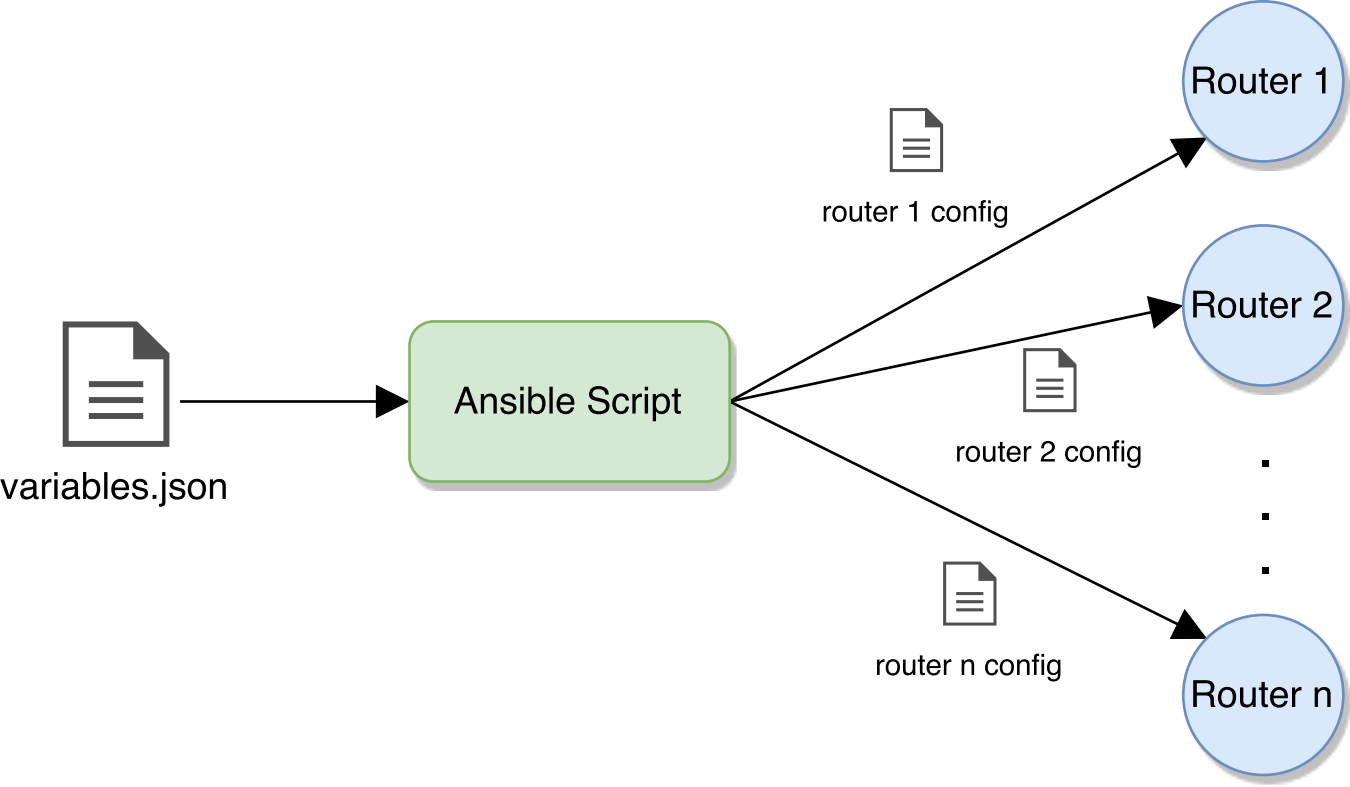 Router 1
router 1 config
Router 2
variables.json
Ansible Script
router 2 config
router n config
Router n